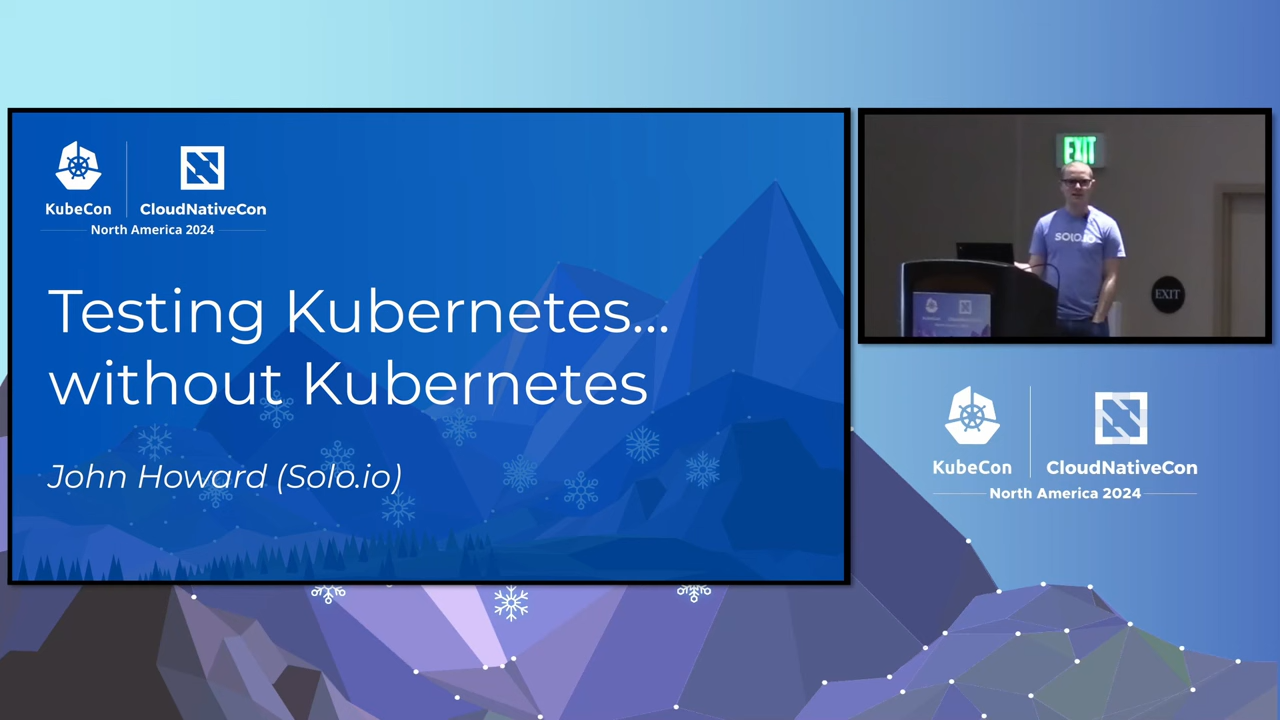 KubeCon
CloudNativeCon
North America 2024
Testing Kubernetes...
without Kubernetes
John Howard (Solo.io)
EXIT
SOLO.IO
EXIT
KubeCon
CloudNativeCon
North America 2024